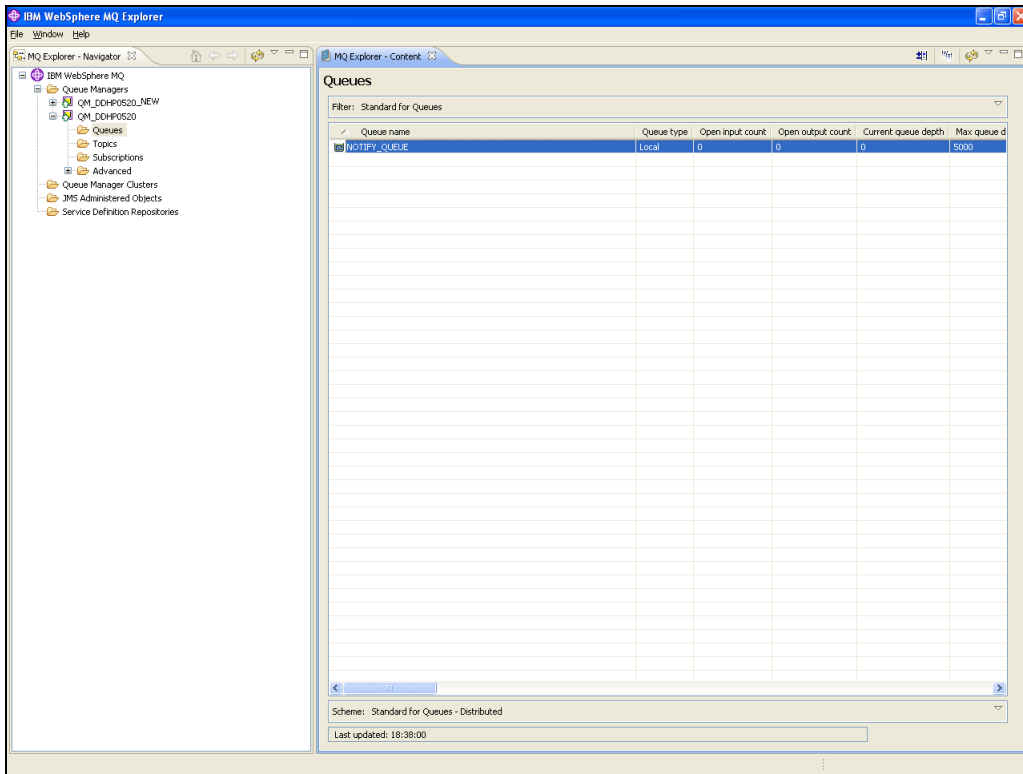 IBM WebSphere MQ Explorer
File Window Help
MQ Explorer - Navigator
IBM WebSphere MQ
Queue Managers
QM_DDHP0520_NEW
QM_DDHP0520
Queues
Topics
Subscriptions
Advanced
Queue Manager Clusters
JMS Administered Objects
Service Definition Repositories
MQ Explorer - Content
Queues
Filter: Standard for Queues
Queue name Queue type Open input count Open output count Current queue depth Max queue d
NOTIFY_QUEUE Local 0 0 0 5000
Scheme: Standard for Queues - Distributed
Last updated: 18:38:00